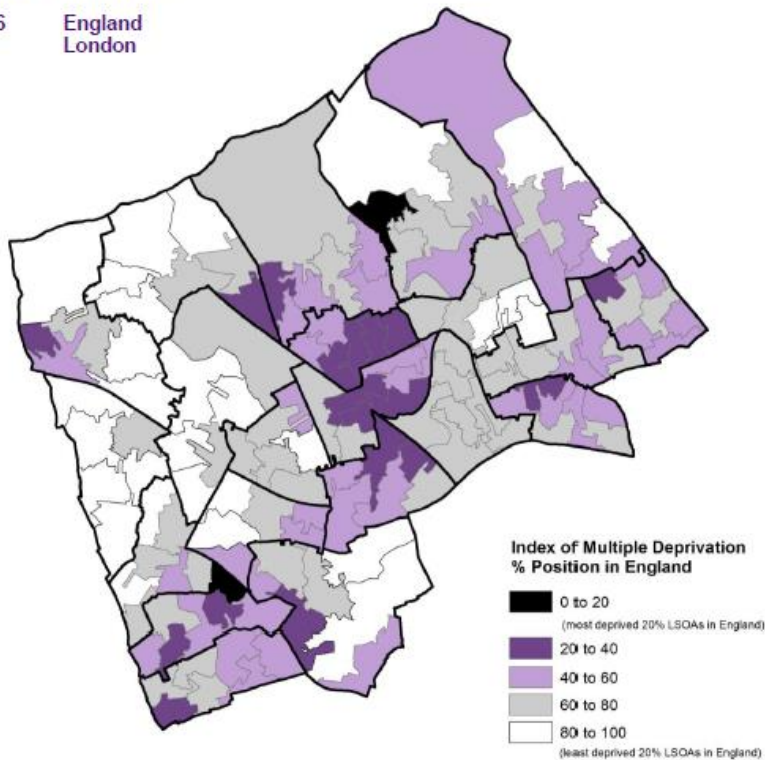 6 England
London
Index of Multiple Deprivation
% Position in England
0 to 20
(most deprived 20% LSOAs in England)
20 to 40
40 to 60
60 to 80
80 to 100
(least deprived 20% LSOAs in England)